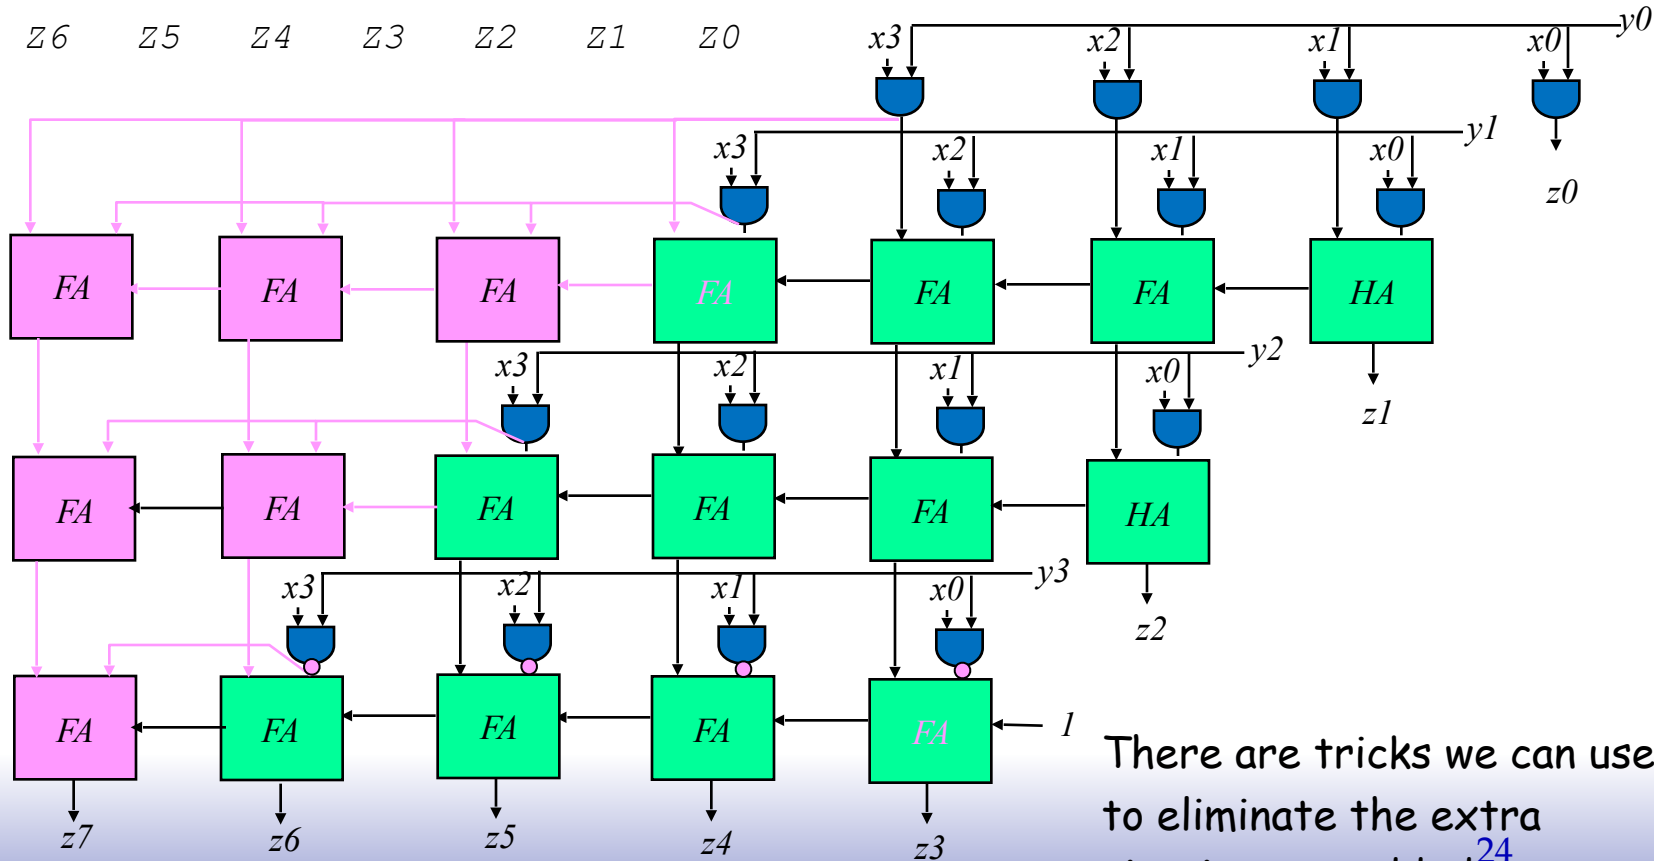 Z6 Z5 Z4 Z3 Z2 Z1 Z0
y0
x3 x2 x1 x0
y1
x3 x2 x1 x0
z0
FA FA FA FA FA FA HA
y2
x3 x2 x1 x0
z1
FA FA FA FA FA HA
y3
x3 x2 x1 x0
z2
FA FA FA FA FA 1
z7 z6 z5 z4 z3
There are tricks we can use
to eliminate the extra
24